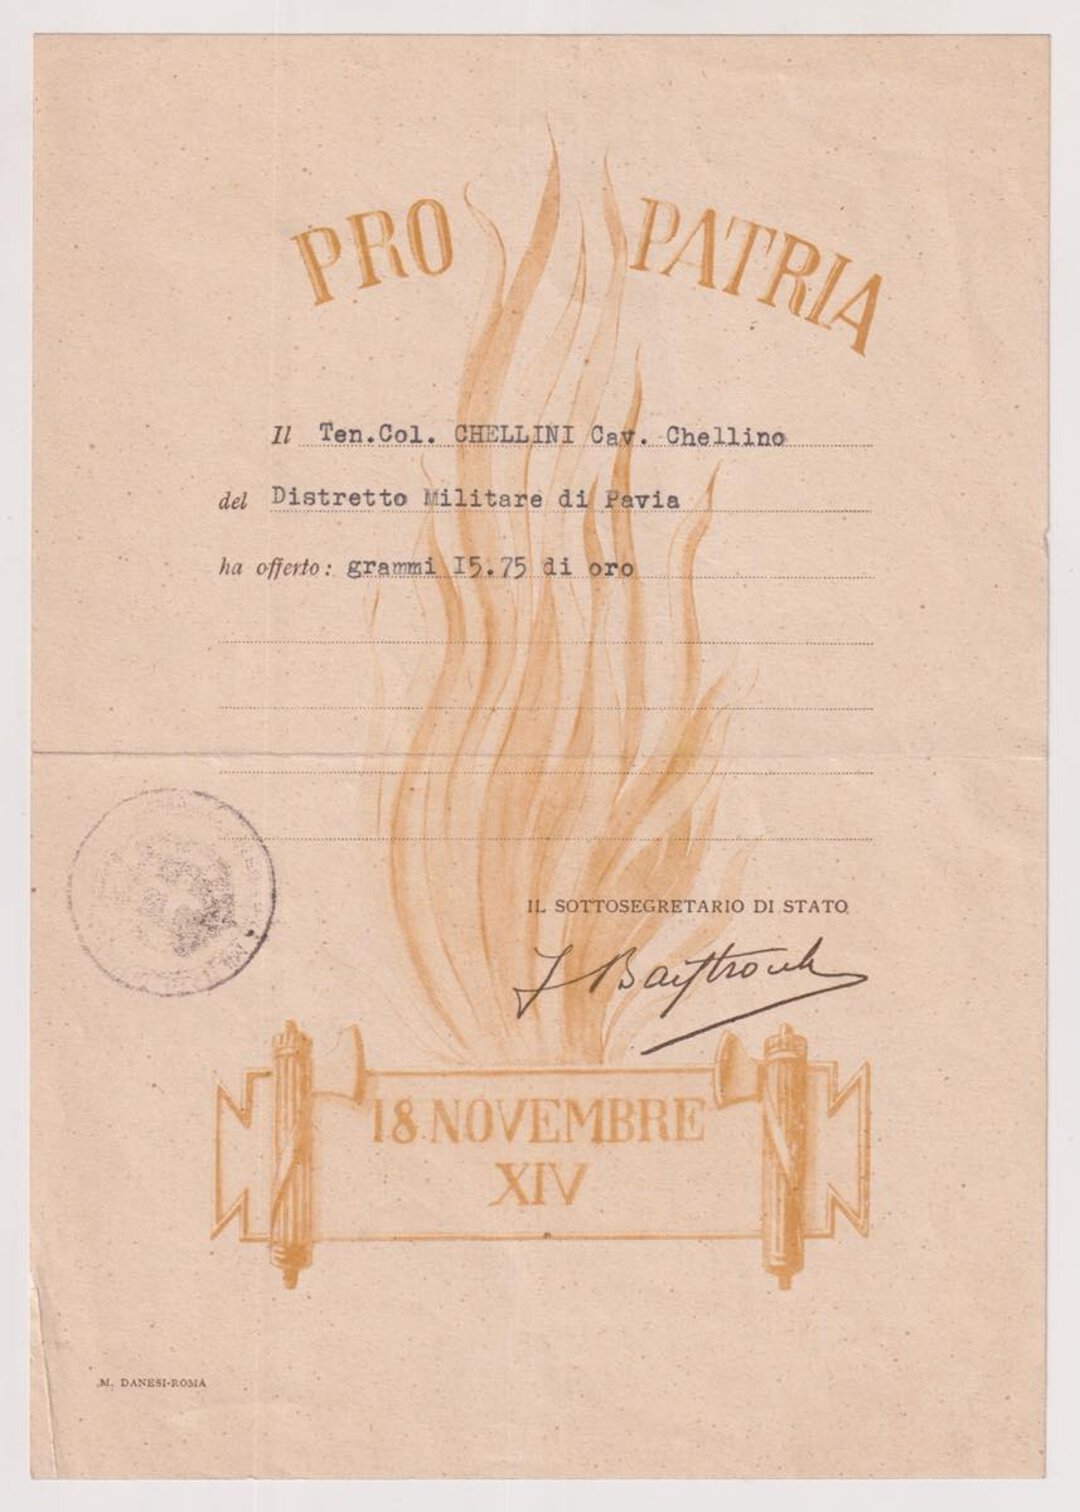 PRO PATRIA
Il Ten.Col. CHELLINI Cav. Chellino
del Distretto Militare di Pavia
ha offerto: grammi I5.75 di oro
IL SOTTOSEGRETARIO DI STATO
18 NOVEMBRE
XIV
M. DANESI-ROMA